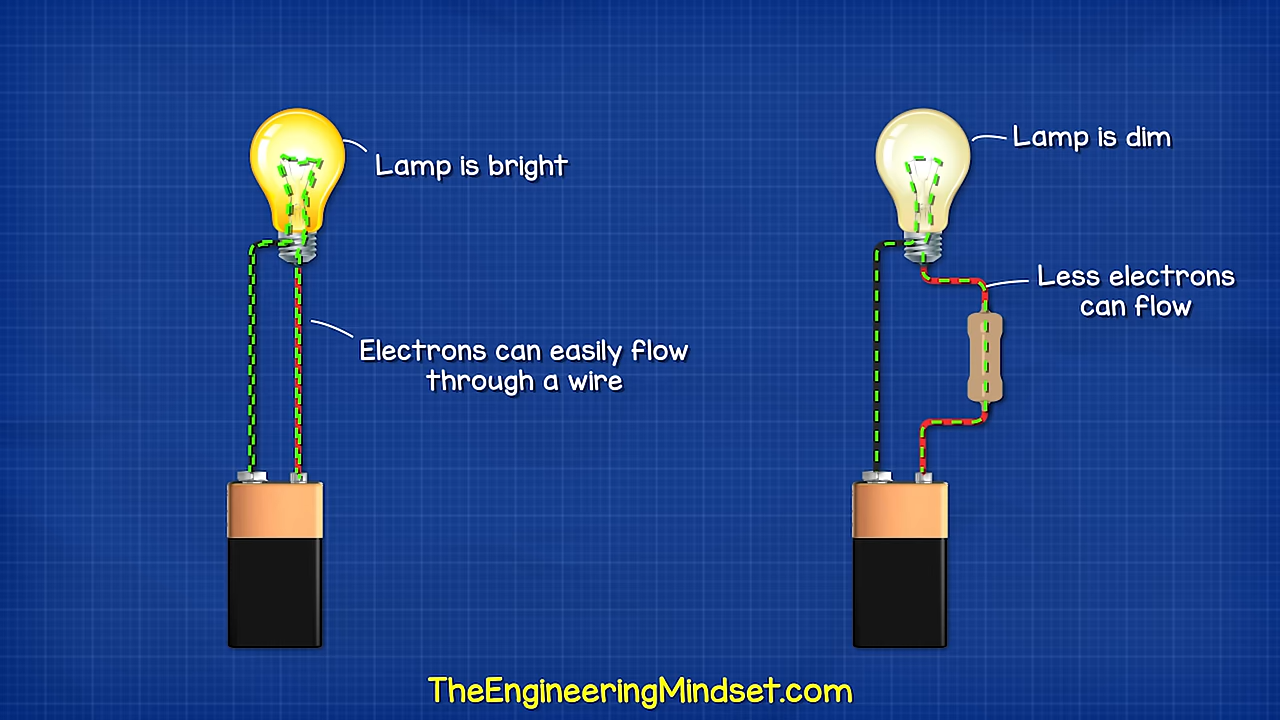 Lamp is bright
Electrons can easily flow
through a wire
Lamp is dim
Less electrons
can flow
TheEngineeringMindset.com